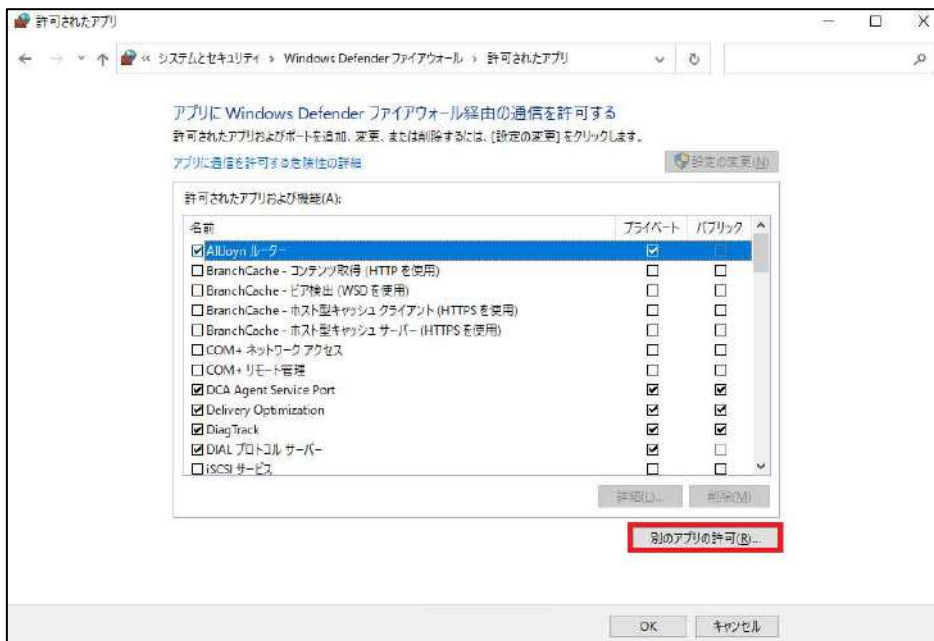 許可されたアプリ
« システムとセキュリティ › Windows Defender ファイアウォール › 許可されたアプリ
アプリに Windows Defender ファイアウォール経由の通信を許可する
許可されたアプリおよびポートを追加、変更、または削除するには、[設定の変更] をクリックします。
アプリに通信を許可する危険性の詳細
設定の変更(N)
許可されたアプリおよび機能(A):
名前 プライベート パブリック
AllJoyn ルーター
BranchCache - コンテンツ取得 (HTTP を使用)
BranchCache - ピア検出 (WSD を使用)
BranchCache - ホスト型キャッシュ クライアント (HTTPS を使用)
BranchCache - ホスト型キャッシュ サーバー (HTTPS を使用)
COM+ ネットワーク アクセス
COM+ リモート管理
DCA Agent Service Port
Delivery Optimization
DiagTrack
DIAL プロトコル サーバー
iSCSI サービス
詳細(L)... 削除(M)
別のアプリの許可(R)...
OK キャンセル